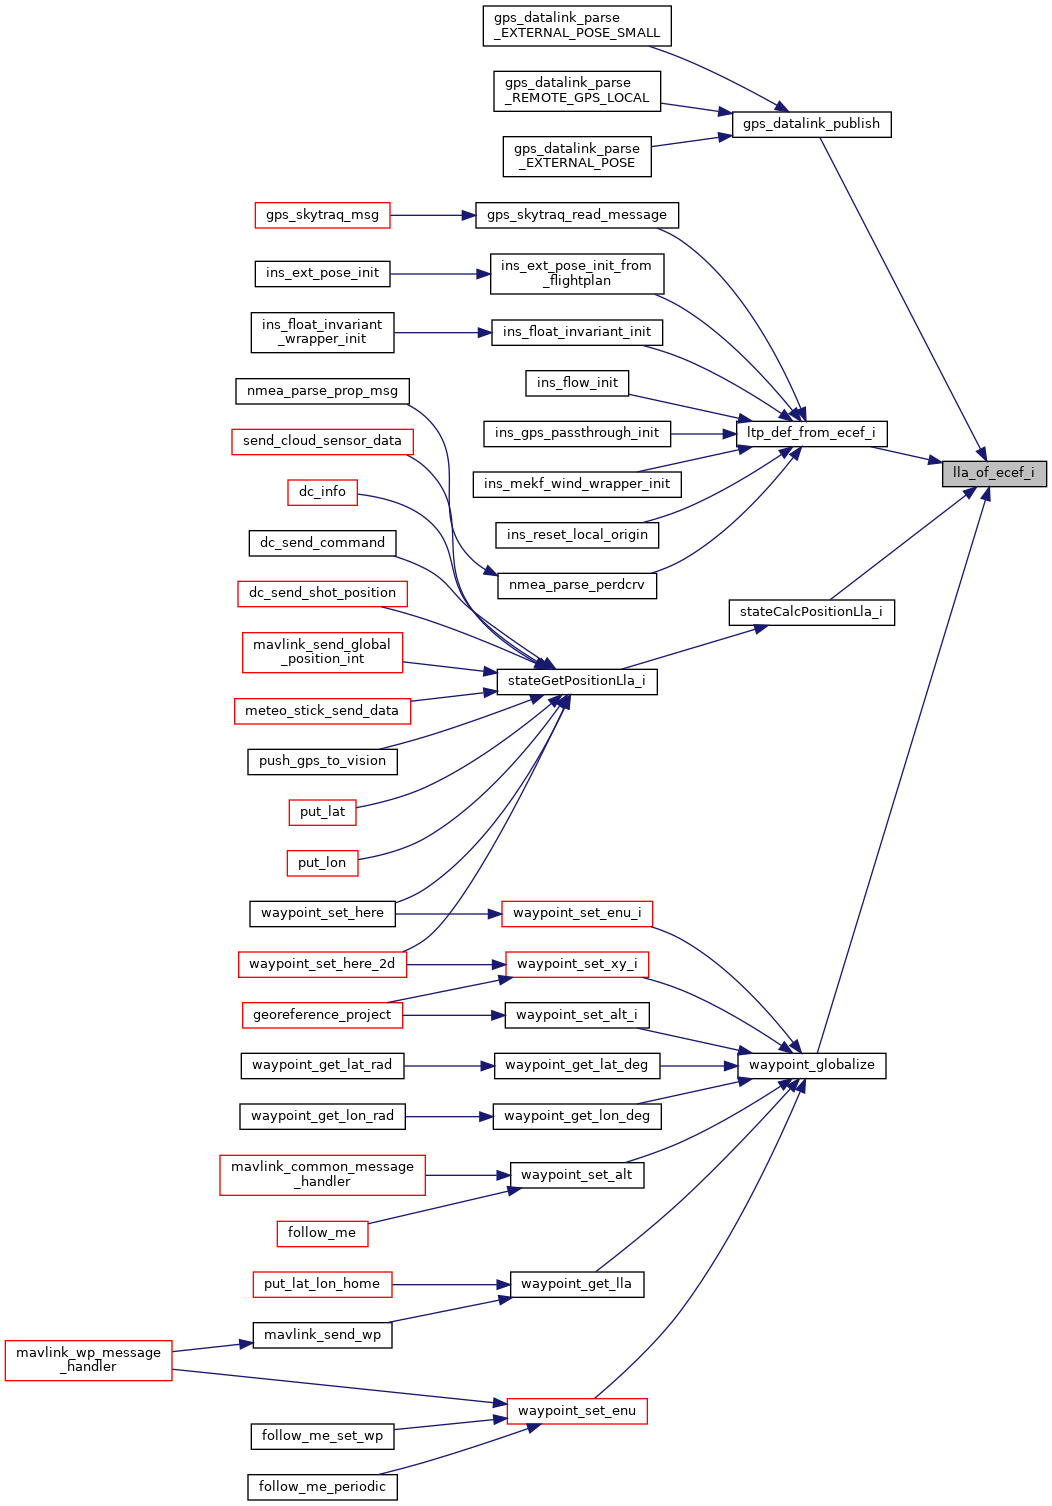 gps_datalink_parse
_EXTERNAL_POSE_SMALL
gps_datalink_parse
_REMOTE_GPS_LOCAL
gps_datalink_publish
gps_datalink_parse
_EXTERNAL_POSE
gps_skytraq_msg
gps_skytraq_read_message
ins_ext_pose_init
ins_ext_pose_init_from
_flightplan
ins_float_invariant
_wrapper_init
ins_float_invariant_init
nmea_parse_prop_msg
ins_flow_init
send_cloud_sensor_data
ins_gps_passthrough_init
ltp_def_from_ecef_i
lla_of_ecef_i
dc_info
ins_mekf_wind_wrapper_init
dc_send_command
ins_reset_local_origin
dc_send_shot_position
nmea_parse_perdcrv
stateCalcPositionLla_i
mavlink_send_global
_position_int
stateGetPositionLla_i
meteo_stick_send_data
push_gps_to_vision
put_lat
put_lon
waypoint_set_here
waypoint_set_enu_i
waypoint_set_here_2d
waypoint_set_xy_i
georeference_project
waypoint_set_alt_i
waypoint_get_lat_rad
waypoint_get_lat_deg
waypoint_globalize
waypoint_get_lon_rad
waypoint_get_lon_deg
mavlink_common_message
_handler
waypoint_set_alt
follow_me
put_lat_lon_home
waypoint_get_lla
mavlink_send_wp
mavlink_wp_message
_handler
waypoint_set_enu
follow_me_set_wp
follow_me_periodic